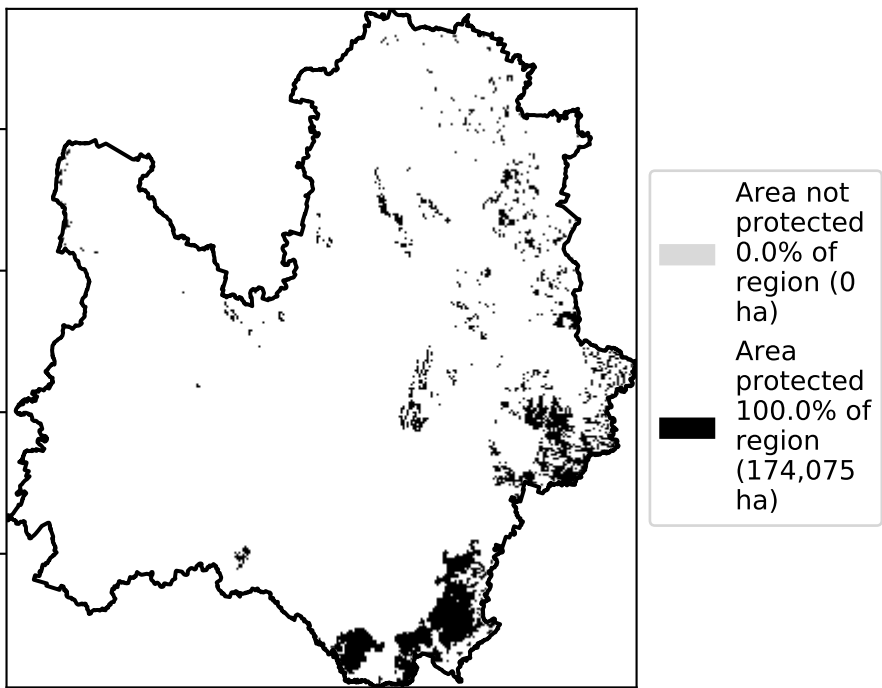 Area not
protected
0.0% of
region (0
ha)
Area
protected
100.0% of
region
(174,075
ha)